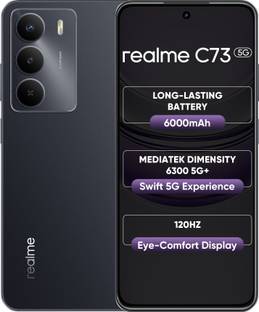 realme C73 5G
LONG-LASTING
BATTERY
6000mAh
MEDIATEK DIMENSITY
6300 5G+
Swift 5G Experience
120HZ
Eye-Comfort Display
realme